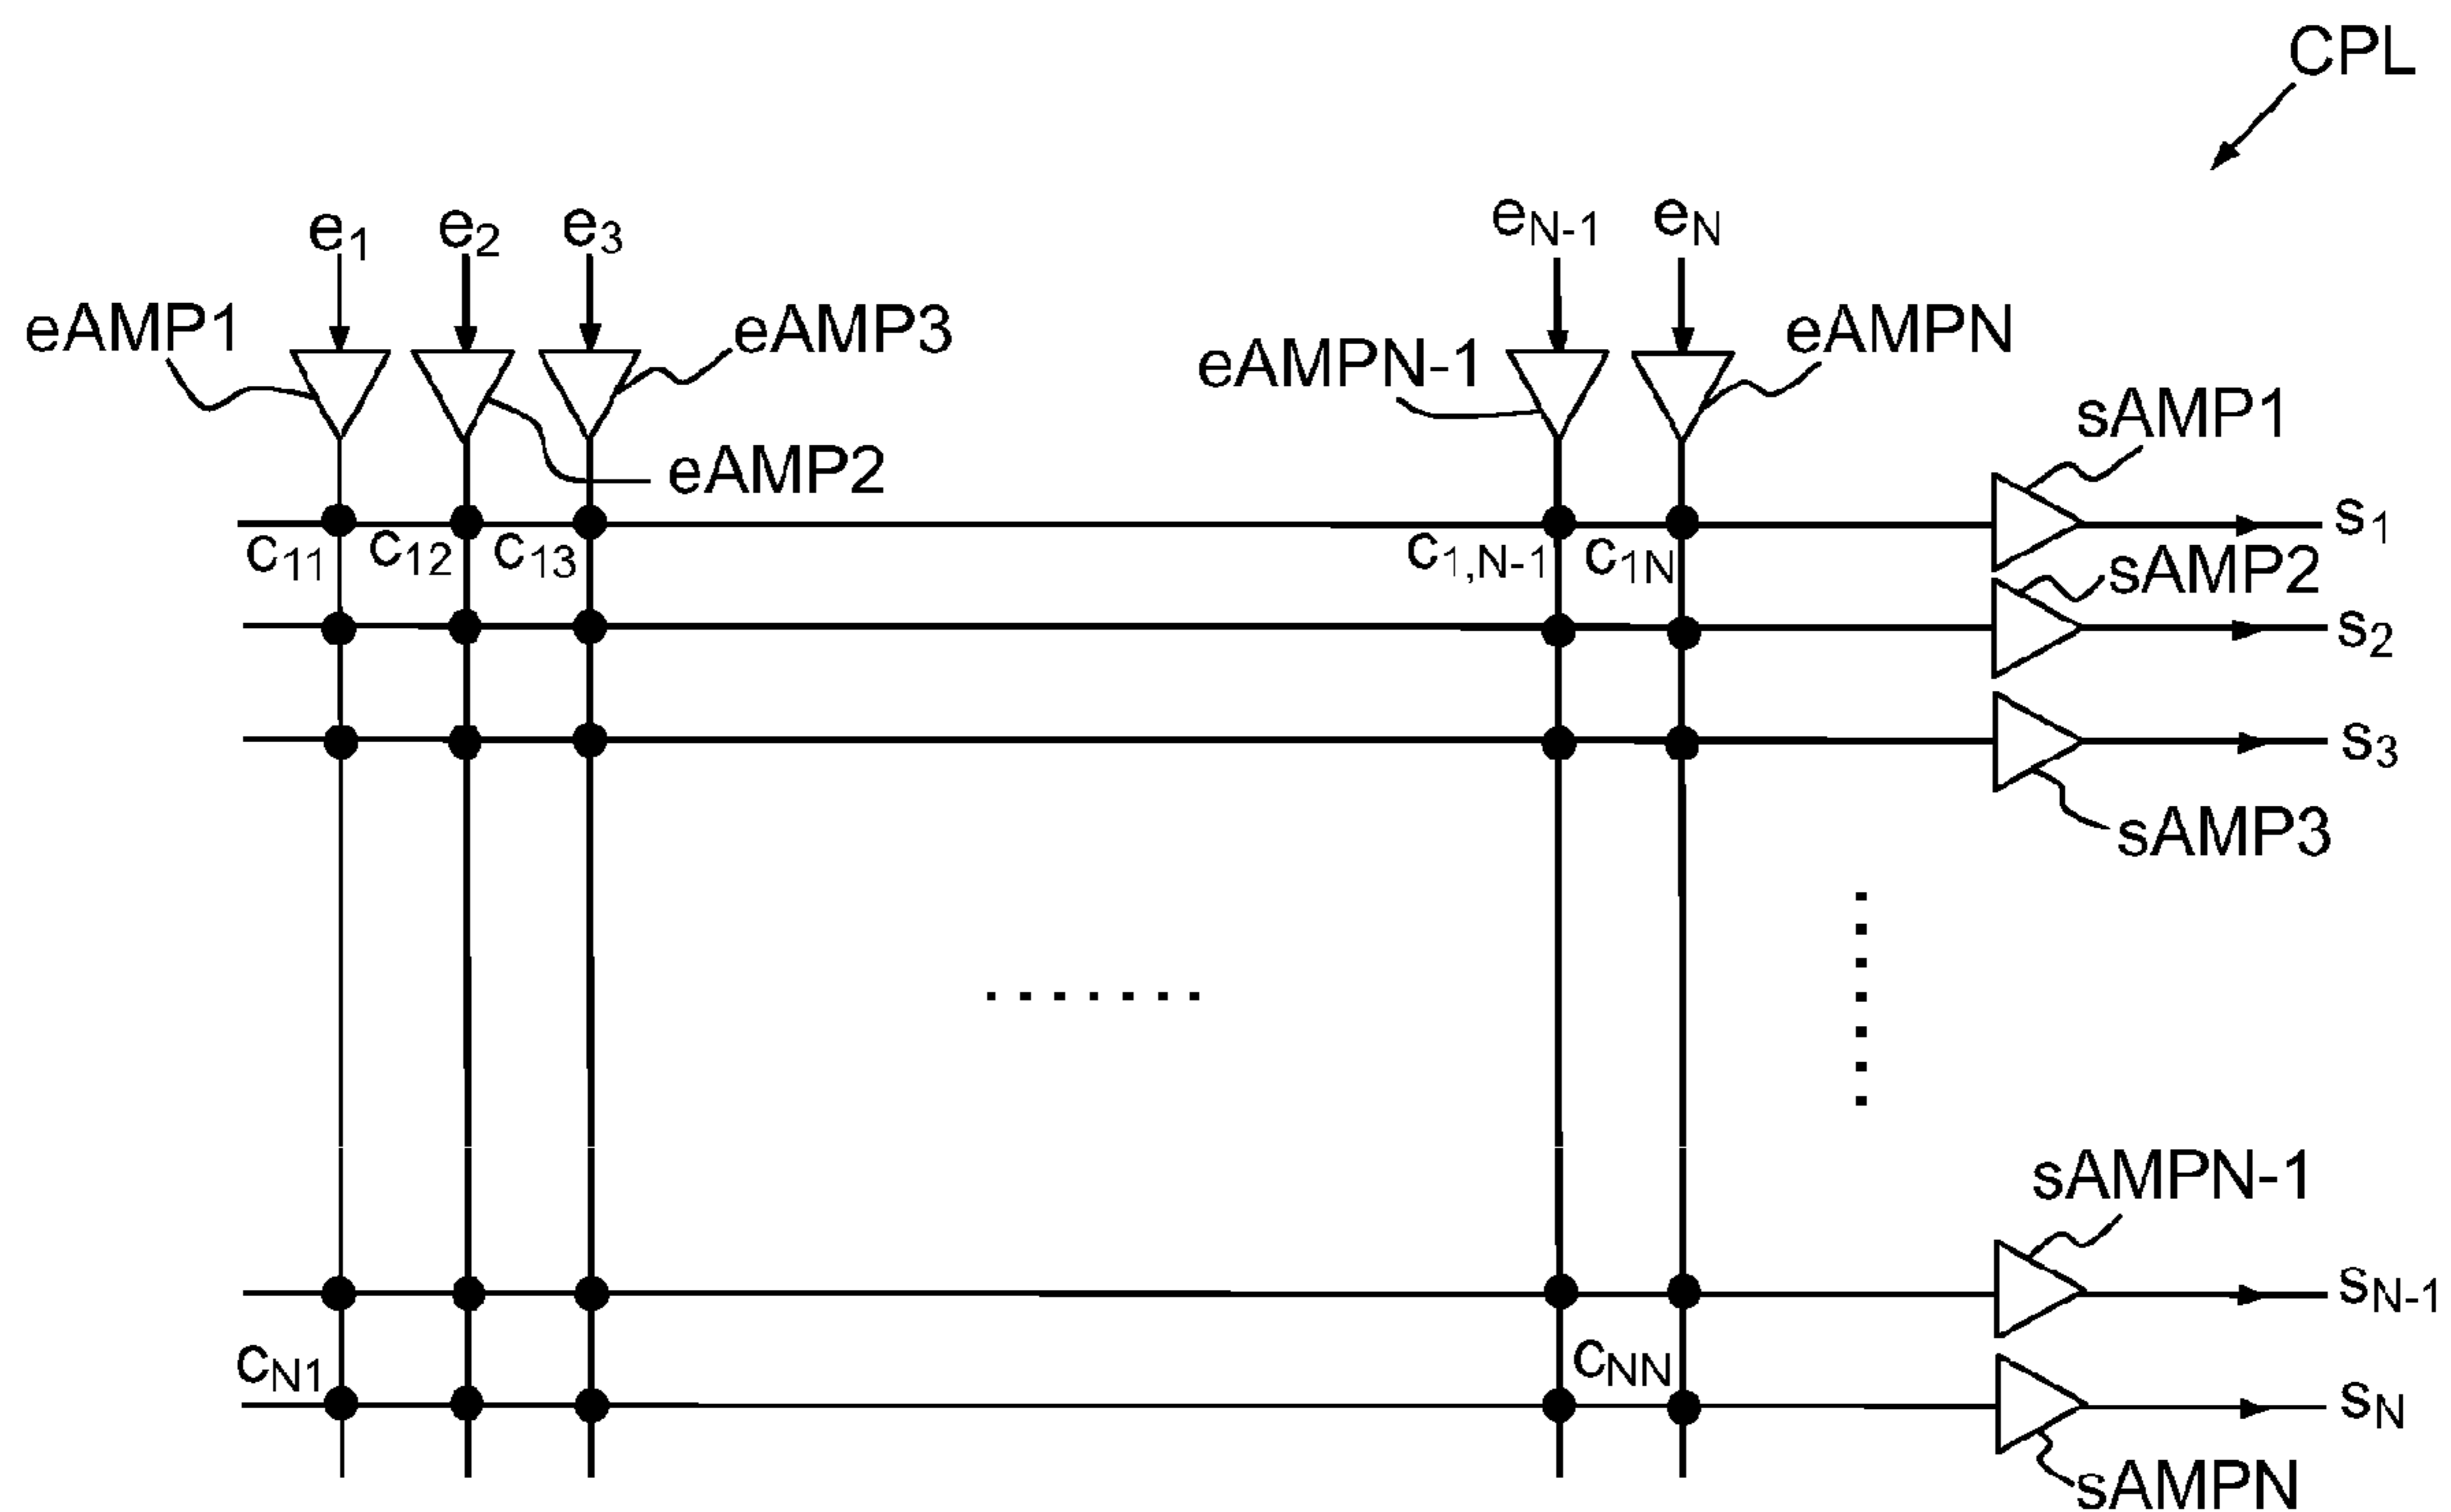 CPL
e1 e2 e3 eN-1 eN
eAMP1 eAMP3 eAMPN-1 eAMPN
eAMP2
sAMP1
s1
c11 c12 c13 c1,N-1 c1N
sAMP2
s2
s3
sAMP3
sAMPN-1
sN-1
cN1 cNN
sN
sAMPN